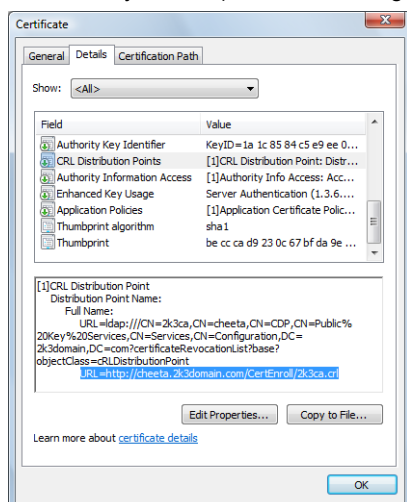 Certificate
General Details Certification Path
Show: <All>
Field Value
Authority Key Identifier KeyID=1a 1c 85 84 c5 e9 ee 0...
CRL Distribution Points [1]CRL Distribution Point: Distr...
Authority Information Access [1]Authority Info Access: Acc...
Enhanced Key Usage Server Authentication (1.3.6....
Application Policies [1]Application Certificate Polic...
Thumbprint algorithm sha1
Thumbprint be cc ca d9 23 0c 67 bf da 9e ...
[1]CRL Distribution Point
Distribution Point Name:
Full Name:
URL=ldap:///CN=2k3ca,CN=cheeta,CN=CDP,CN=Public%
20Key%20Services,CN=Services,CN=Configuration,DC=
2k3domain,DC=com?certificateRevocationList?base?
objectClass=cRLDistributionPoint
URL=http://cheeta.2k3domain.com/CertEnroll/2k3ca.crl
Edit Properties... Copy to File...
Learn more about certificate details
OK